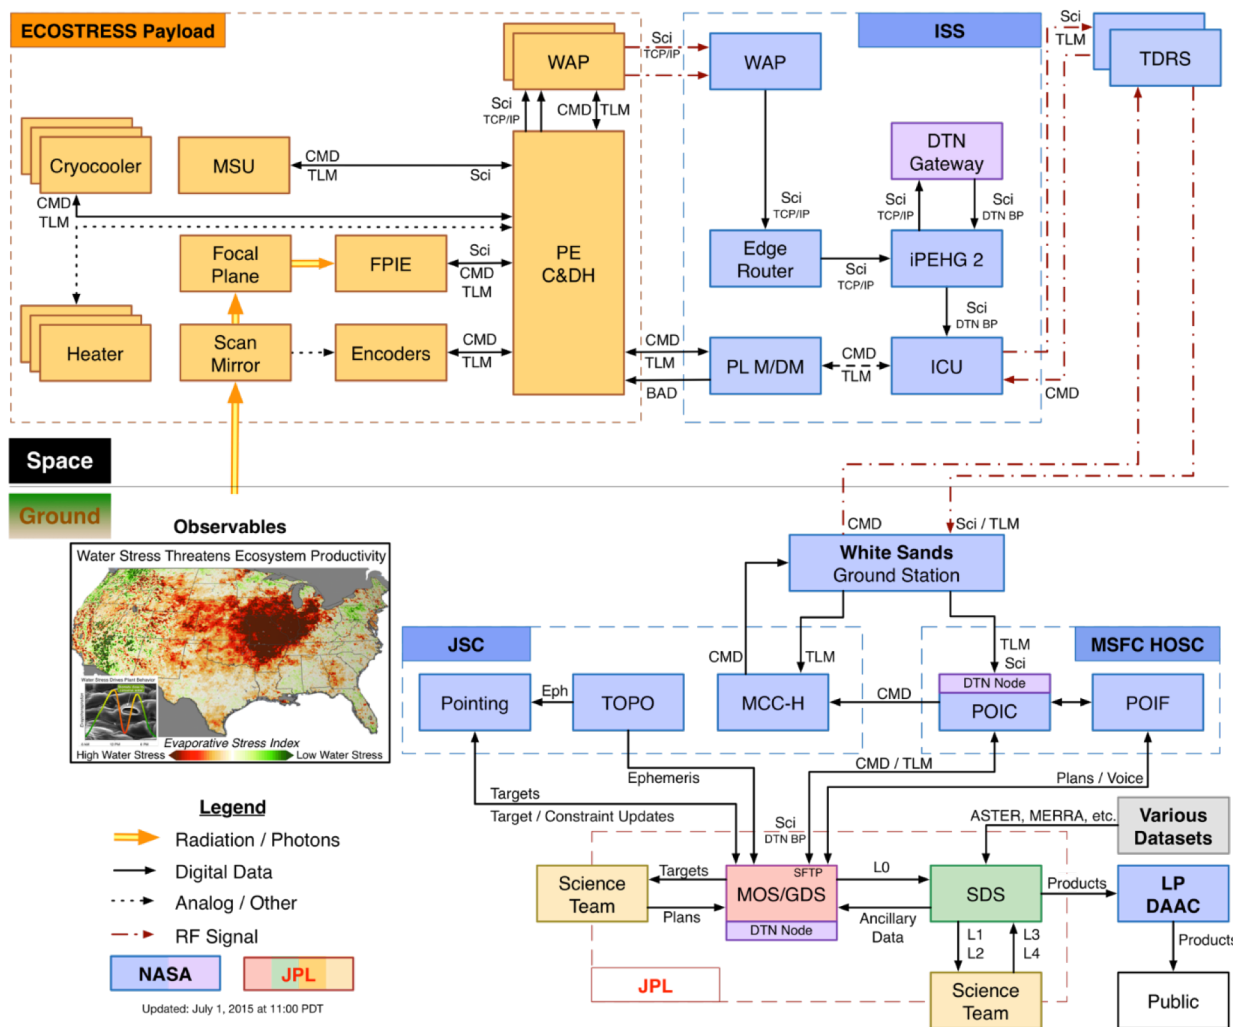 ECOSTRESS Payload
WAP
Sci
TCP/IP
Sci
TCP/IP
CMD
TLM
Cryocooler
MSU
CMD
TLM
Sci
CMD
TLM
PE
C&DH
Focal
Plane
FPIE
Sci
CMD
TLM
Heater
Scan
Mirror
Encoders
CMD
TLM
ISS
WAP
DTN
Gateway
Sci
TCP/IP
Sci
TCP/IP
Sci
DTN BP
Edge
Router
Sci
TCP/IP
iPEHG 2
Sci
DTN BP
CMD
TLM
BAD
PL M/DM
CMD
TLM
ICU
CMD
Sci
TLM
TDRS
Space
Ground
Observables
Water Stress Threatens Ecosystem Productivity
Water Stress Drives Plant Behavior
Evaporative Stress Index
High Water Stress
Low Water Stress
CMD
Sci / TLM
White Sands
Ground Station
JSC
CMD
TLM
Pointing
Eph
TOPO
MCC-H
CMD
MSFC HOSC
TLM
Sci
DTN Node
POIC
POIF
Ephemeris
CMD / TLM
Plans / Voice
Targets
Target / Constraint Updates
Sci
DTN BP
ASTER, MERRA, etc.
Various
Datasets
Science
Team
Targets
Plans
SFTP
MOS/GDS
DTN Node
L0
Ancillary
Data
SDS
Products
LP
DAAC
L1
L2
L3
L4
Products
JPL
Science
Team
Public
Legend
Radiation / Photons
Digital Data
Analog / Other
RF Signal
NASA
JPL
Updated: July 1, 2015 at 11:00 PDT